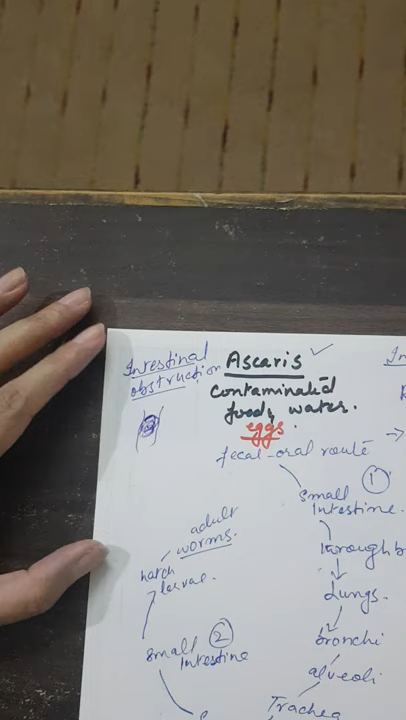 Intestinal
obstruction
Ascaris
contaminated
food, water.
eggs.
fecal-oral route
small
intestine.
1
through b
Lungs.
bronchi
alveoli
Trachea
small
intestine
2
hatch
larvae.
adult
worms.